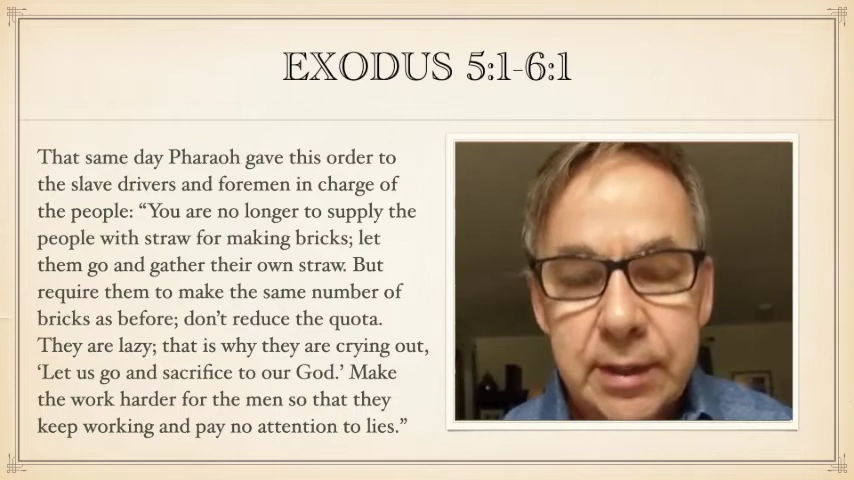 EXODUS 5:1-6:1
That same day Pharaoh gave this order to
the slave drivers and foremen in charge of
the people: “You are no longer to supply the
people with straw for making bricks; let
them go and gather their own straw. But
require them to make the same number of
bricks as before; don’t reduce the quota.
They are lazy; that is why they are crying out,
‘Let us go and sacrifice to our God.’ Make
the work harder for the men so that they
keep working and pay no attention to lies.”